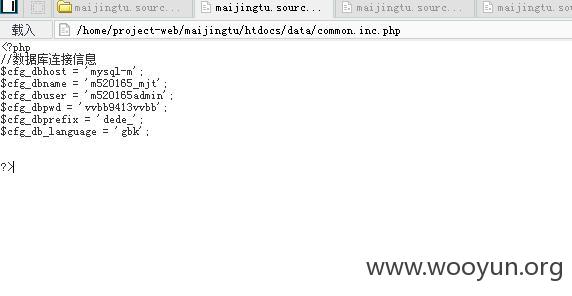 maijingtu.sourc...
maijingtu.sourc...
maijingtu.sourc...
maijingtu.sourc
载入
/home/project-web/maijingtu/htdocs/data/common.inc.php
<?php
//数据库连接信息
$cfg_dbhost = 'mysql-m';
$cfg_dbname = 'm520165_mjt';
$cfg_dbuser = 'm520165admin';
$cfg_dbpwd = 'vvbb9413vvbb';
$cfg_dbprefix = 'dede_';
$cfg_db_language = 'gbk';
?>
www.wooyun.org